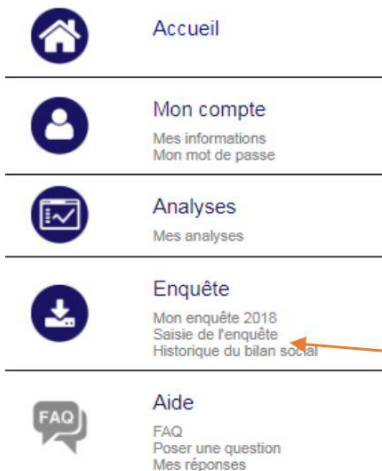 Accueil
Mon compte
Mes informations
Mon mot de passe
Analyses
Mes analyses
Enquête
Mon enquête 2018
Saisie de l'enquête
Historique du bilan social
FAQ
Aide
FAQ
Poser une question
Mes réponses